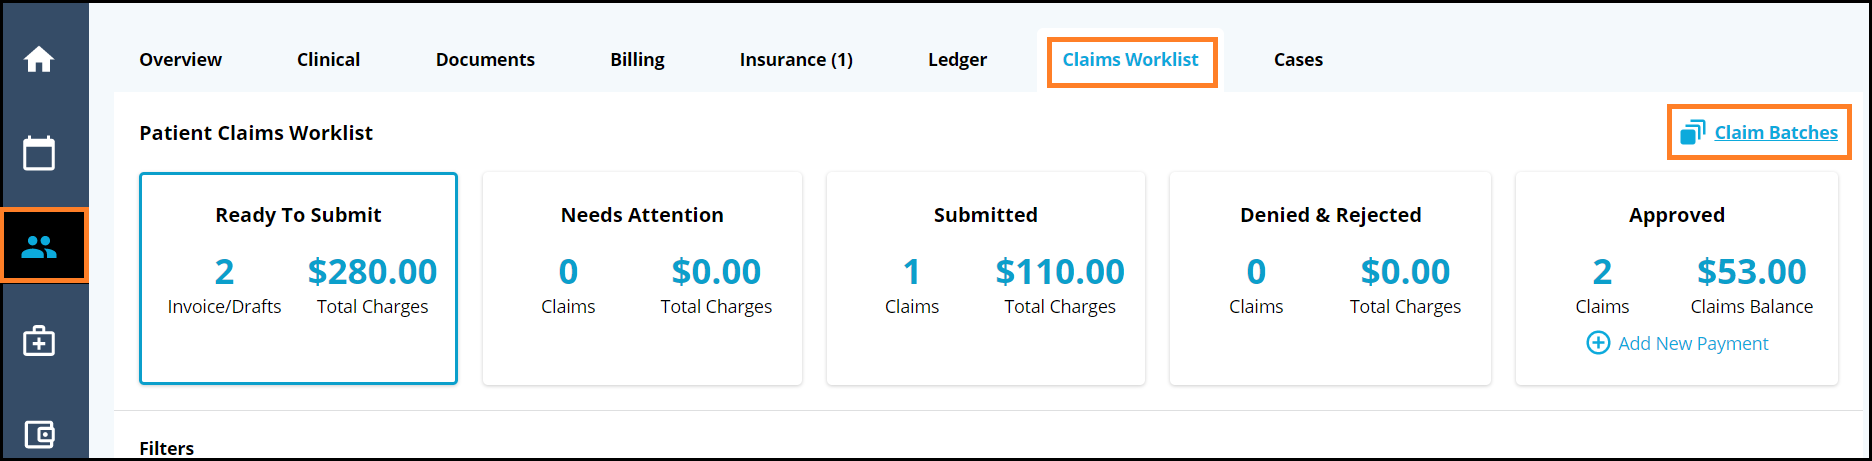 Overview Clinical Documents Billing Insurance (1) Ledger Claims Worklist Cases
Patient Claims Worklist Claim Batches
Ready To Submit Needs Attention Submitted Denied & Rejected Approved
2 $280.00 0 $0.00 1 $110.00 0 $0.00 2 $53.00
Invoice/Drafts Total Charges Claims Total Charges Claims Total Charges Claims Total Charges Claims Claims Balance
Add New Payment
Filters